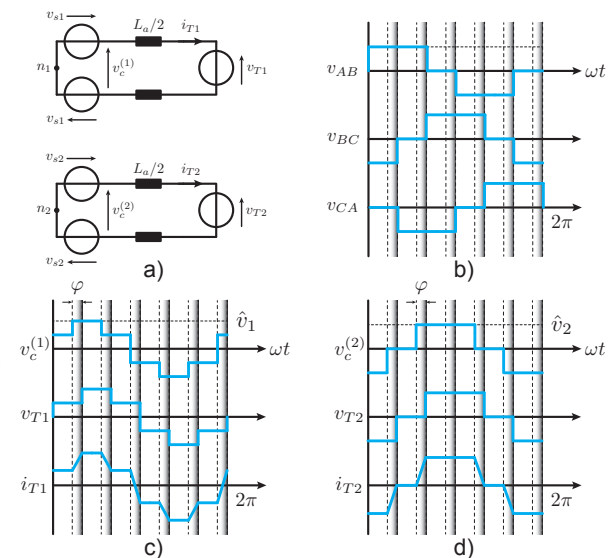 v_{s1} L_a/2 i_{T1}
n_1 v_c^{(1)} v_{T1}
v_{s1}
v_{s2} L_a/2 i_{T2}
n_2 v_c^{(2)} v_{T2}
v_{s2}
a)
v_{AB} ωt
v_{BC}
v_{CA}
2π
b)
φ
v̂_1
v_c^{(1)} ωt
v_{T1}
i_{T1}
2π
c)
φ
v̂_2
v_c^{(2)} ωt
v_{T2}
i_{T2}
2π
d)